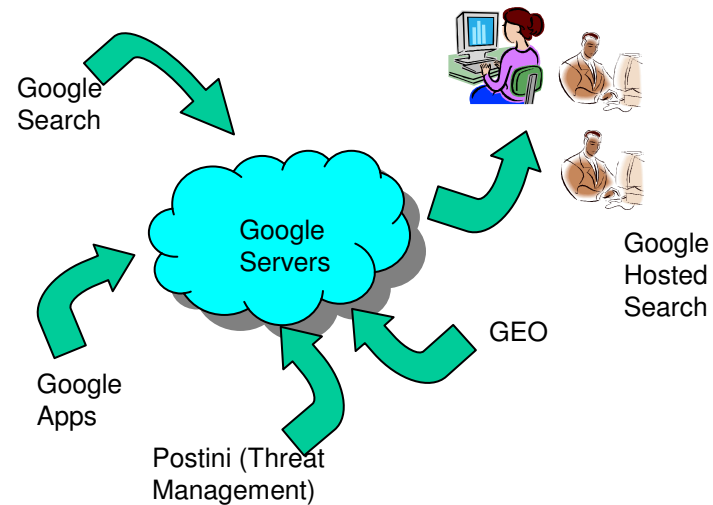 Google
Search
Google
Servers
Google
Hosted
Search
GEO
Google
Apps
Postini (Threat
Management)